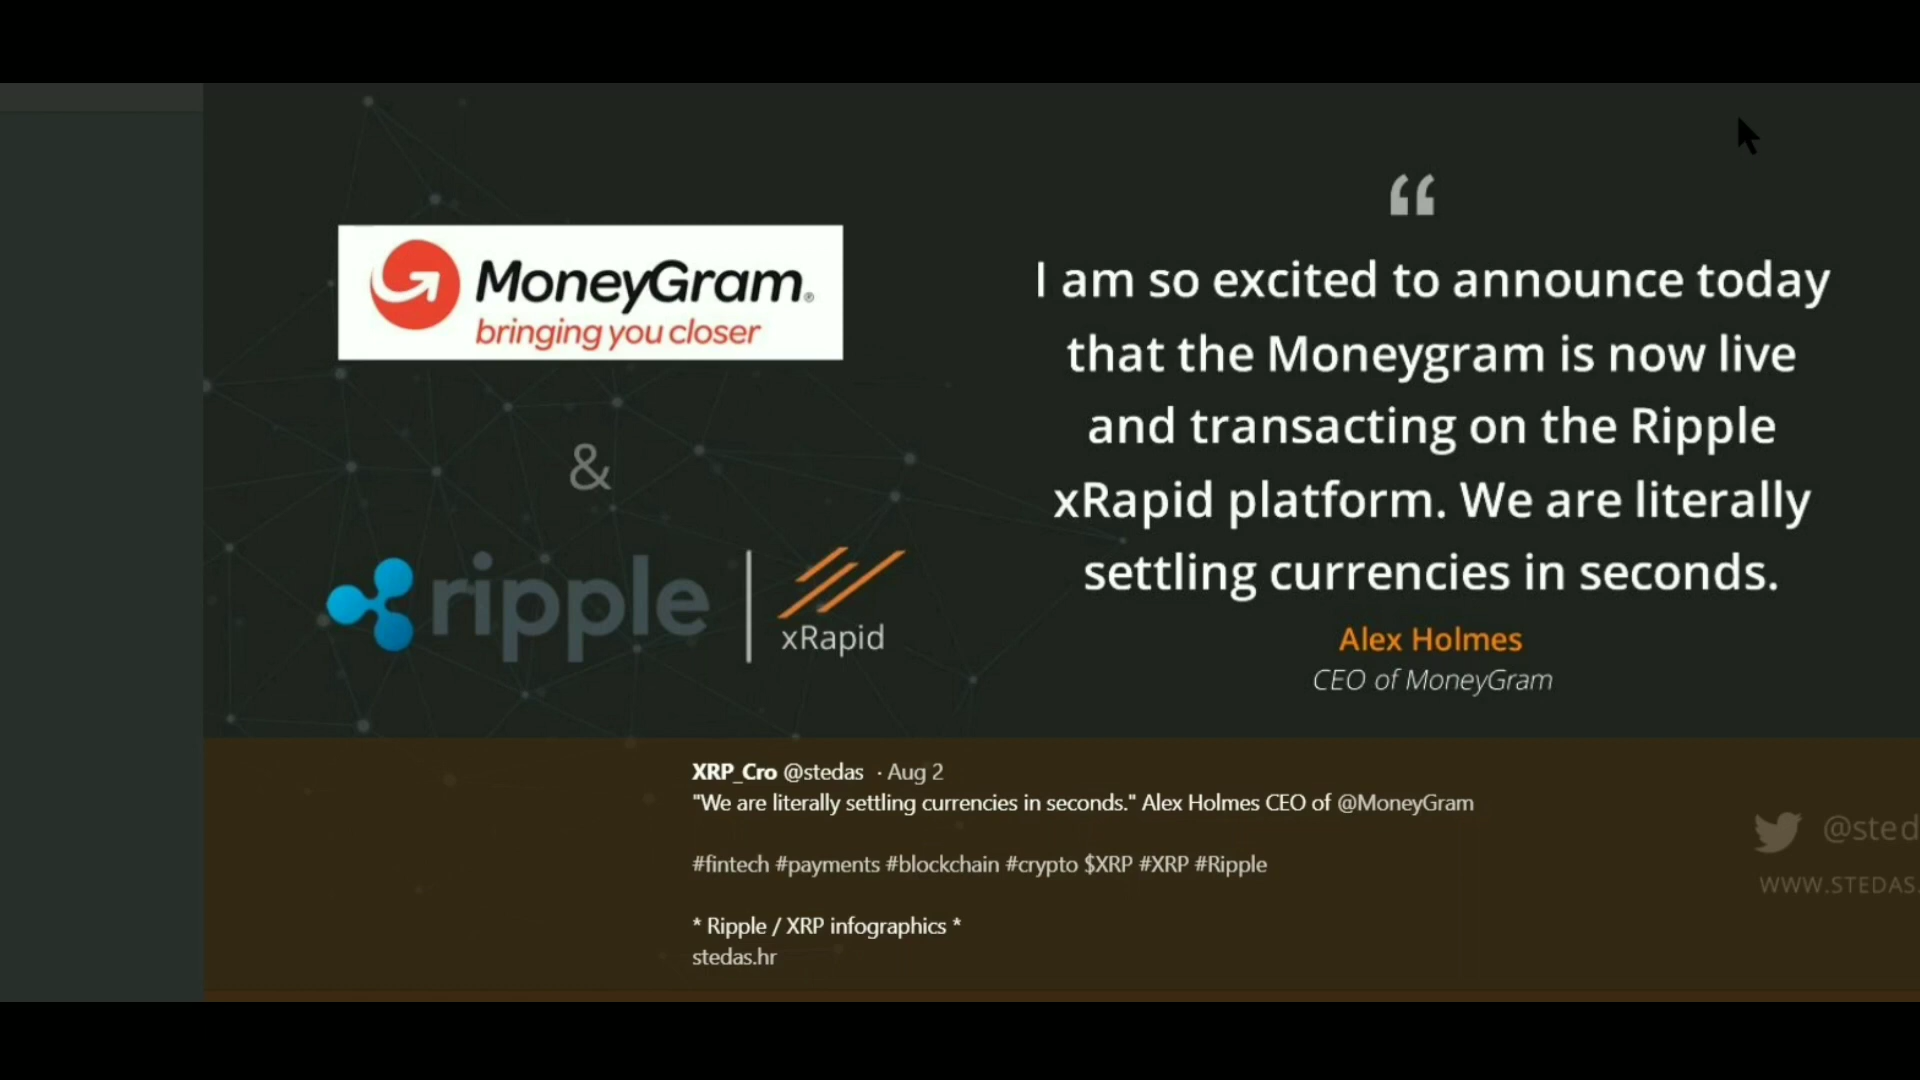 MoneyGram®
bringing you closer
&
ripple
xRapid
“
I am so excited to announce today
that the Moneygram is now live
and transacting on the Ripple
xRapid platform. We are literally
settling currencies in seconds.
Alex Holmes
CEO of MoneyGram
XRP_Cro @stedas · Aug 2
"We are literally settling currencies in seconds." Alex Holmes CEO of @MoneyGram
#fintech #payments #blockchain #crypto $XRP #XRP #Ripple
* Ripple / XRP infographics *
stedas.hr
@sted
WWW.STEDAS.